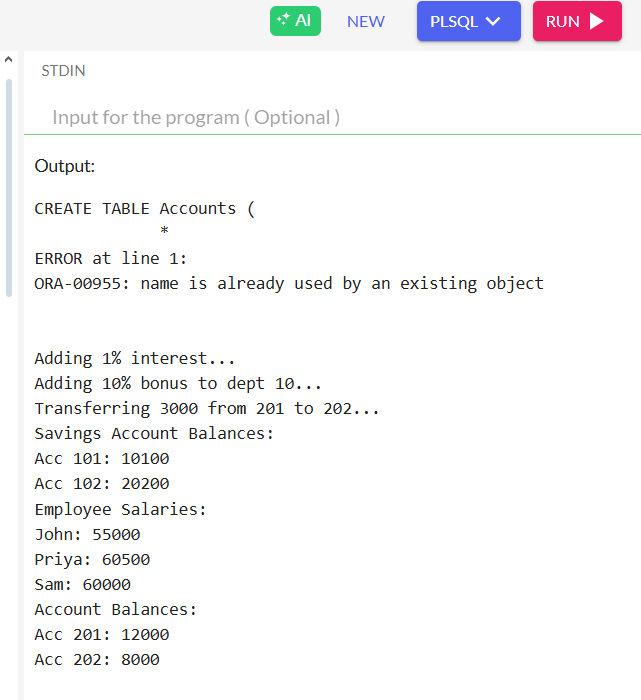 AI
NEW
PLSQL
RUN
STDIN
Input for the program ( Optional )
Output:
CREATE TABLE Accounts (
*
ERROR at line 1:
ORA-00955: name is already used by an existing object
Adding 1% interest...
Adding 10% bonus to dept 10...
Transferring 3000 from 201 to 202...
Savings Account Balances:
Acc 101: 10100
Acc 102: 20200
Employee Salaries:
John: 55000
Priya: 60500
Sam: 60000
Account Balances:
Acc 201: 12000
Acc 202: 8000